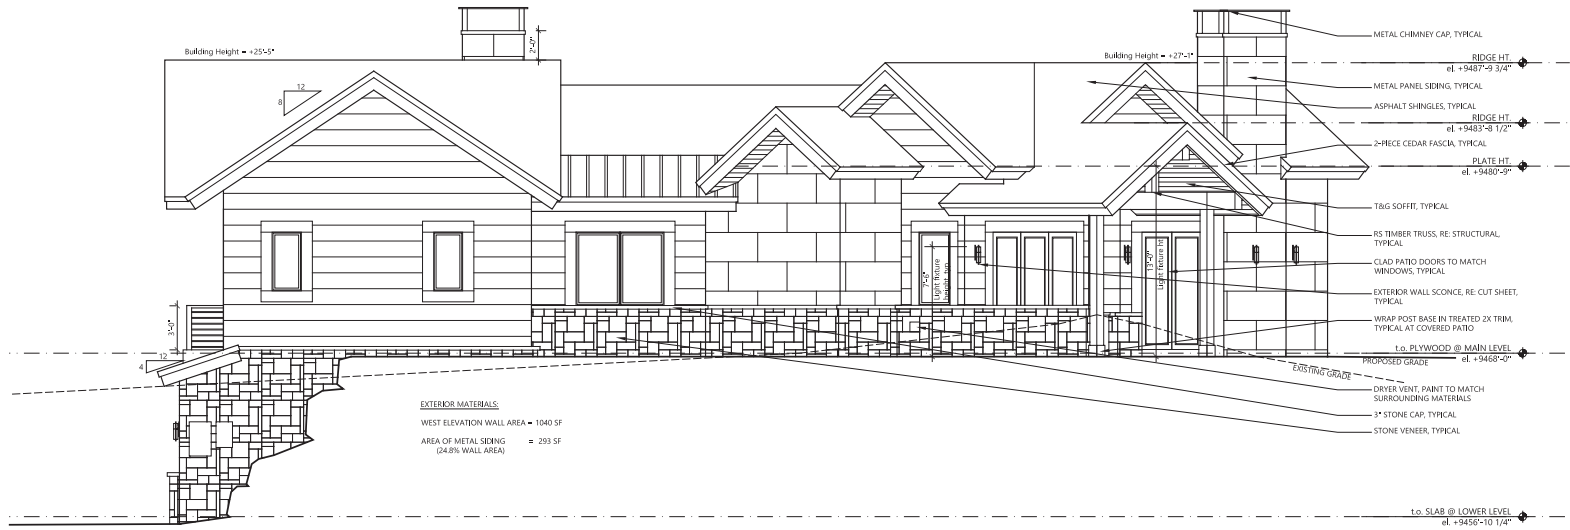 Building Height = +25'-5"
2'-0"
Building Height = +27'-1"
METAL CHIMNEY CAP, TYPICAL
RIDGE HT.
el. +9487'-9 3/4"
METAL PANEL SIDING, TYPICAL
ASPHALT SHINGLES, TYPICAL
RIDGE HT.
el. +9483'-8 1/2"
2-PIECE CEDAR FASCIA, TYPICAL
PLATE HT.
el. +9480'-9"
T&G SOFFIT, TYPICAL
RS TIMBER TRUSS, RE: STRUCTURAL,
TYPICAL
CLAD PATIO DOORS TO MATCH
WINDOWS, TYPICAL
EXTERIOR WALL SCONCE, RE: CUT SHEET,
TYPICAL
WRAP POST BASE IN TREATED 2X TRIM,
TYPICAL AT COVERED PATIO
t.o. PLYWOOD @ MAIN LEVEL
el. +9468'-0"
PROPOSED GRADE
EXISTING GRADE
DRYER VENT, PAINT TO MATCH
SURROUNDING MATERIALS
3" STONE CAP, TYPICAL
STONE VENEER, TYPICAL
t.o. SLAB @ LOWER LEVEL
el. +9456'-10 1/4"
12
8
7'-6"
Light fixture
height, typ
13'-0"
Light fixture ht
3'-0"
12
4
EXTERIOR MATERIALS:
WEST ELEVATION WALL AREA = 1040 SF
AREA OF METAL SIDING = 293 SF
(24.8% WALL AREA)